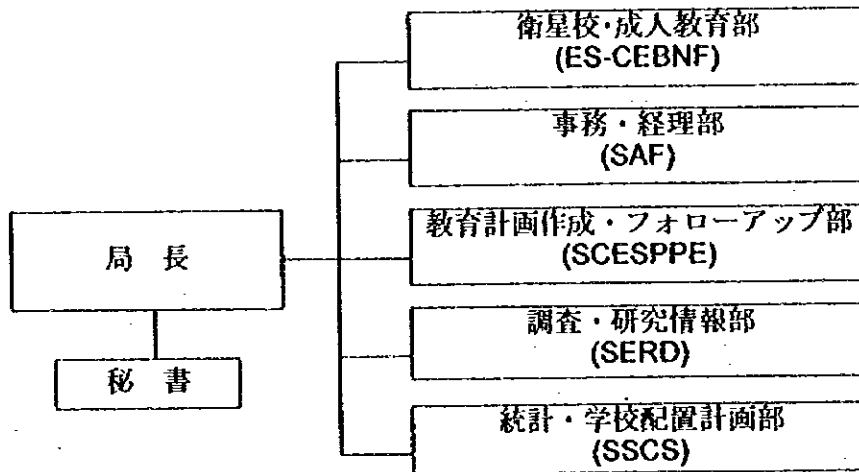 衛星校・成人教育部
(ES-CEBNF)
事務・経理部
(SAF)
教育計画作成・フォローアップ部
(SCESPPE)
局 長
調査・研究情報部
(SERD)
秘 書
統計・学校配置計画部
(SSCS)